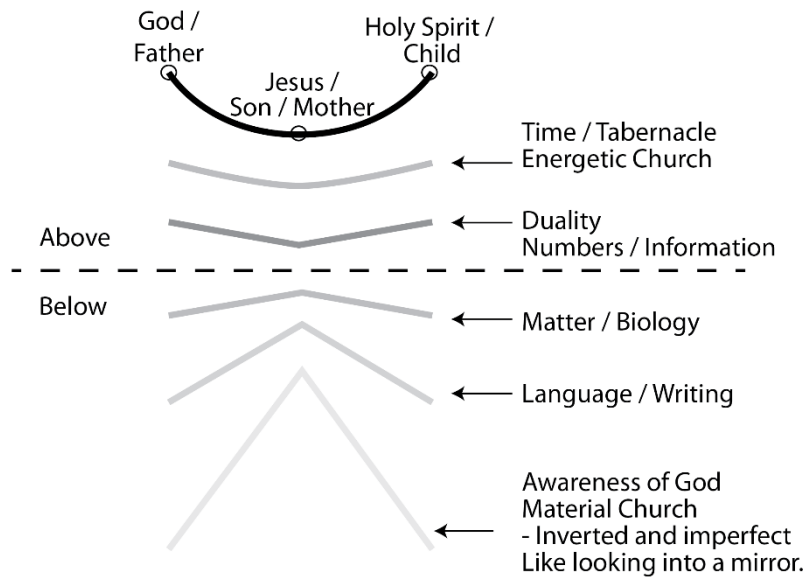 God /
Father
Holy Spirit /
Child
Jesus /
Son / Mother
Time / Tabernacle
Energetic Church
Duality
Numbers / Information
Above
Below
Matter / Biology
Language / Writing
Awareness of God
Material Church
- Inverted and imperfect
Like looking into a mirror.